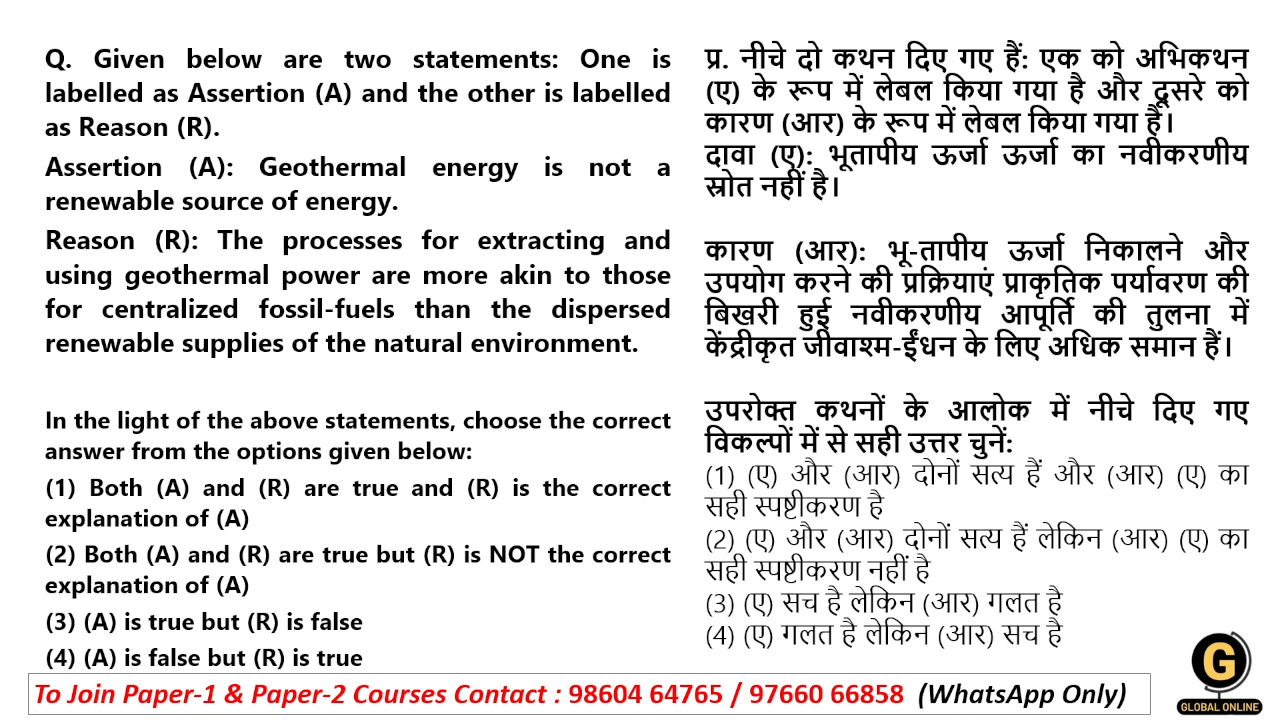 Q. Given below are two statements: One is
labelled as Assertion (A) and the other is labelled
as Reason (R).
Assertion (A): Geothermal energy is not a
renewable source of energy.
Reason (R): The processes for extracting and
using geothermal power are more akin to those
for centralized fossil-fuels than the dispersed
renewable supplies of the natural environment.
In the light of the above statements, choose the correct
answer from the options given below:
(1) Both (A) and (R) are true and (R) is the correct
explanation of (A)
(2) Both (A) and (R) are true but (R) is NOT the correct
explanation of (A)
(3) (A) is true but (R) is false
(4) (A) is false but (R) is true
प्र. नीचे दो कथन दिए गए हैं: एक को अभिकथन
(ए) के रूप में लेबल किया गया है और दूसरे को
कारण (आर) के रूप में लेबल किया गया है।
दावा (ए): भूतापीय ऊर्जा ऊर्जा का नवीकरणीय
स्रोत नहीं है।
कारण (आर): भू-तापीय ऊर्जा निकालने और
उपयोग करने की प्रक्रियाएं प्राकृतिक पर्यावरण की
बिखरी हुई नवीकरणीय आपूर्ति की तुलना में
केंद्रीकृत जीवाश्म-ईंधन के लिए अधिक समान हैं।
उपरोक्त कथनों के आलोक में नीचे दिए गए
विकल्पों में से सही उत्तर चुनें:
(1) (ए) और (आर) दोनों सत्य हैं और (आर) (ए) का
सही स्पष्टीकरण है
(2) (ए) और (आर) दोनों सत्य हैं लेकिन (आर) (ए) का
सही स्पष्टीकरण नहीं है
(3) (ए) सच है लेकिन (आर) गलत है
(4) (ए) गलत है लेकिन (आर) सच है
To Join Paper-1 & Paper-2 Courses Contact : 98604 64765 / 97660 66858 (WhatsApp Only)
G
GLOBAL ONLINE